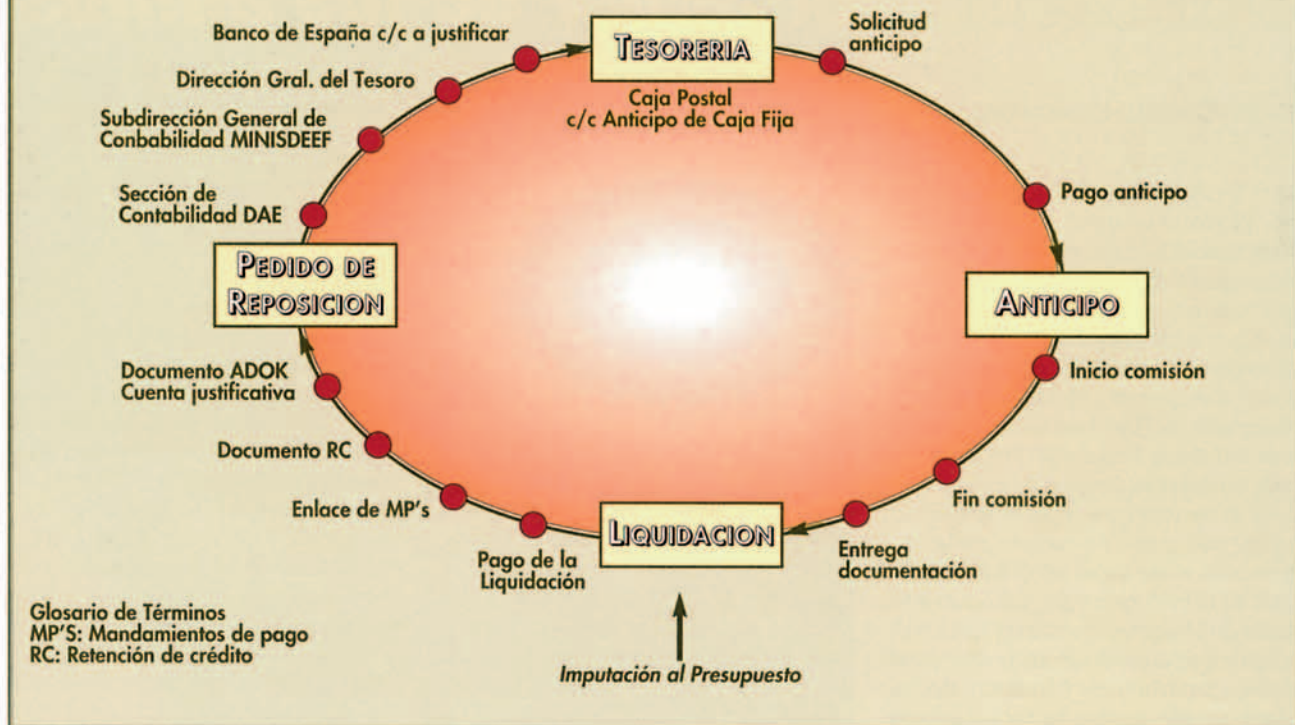 Banco de España c/c a justificar
TESORERIA
Solicitud
anticipo
Dirección Gral. del Tesoro
Caja Postal
c/c Anticipo de Caja Fija
Subdirección General de
Conbabilidad MINISDEEF
Sección de
Contabilidad DAE
Pago anticipo
PEDIDO DE
REPOSICION
ANTICIPO
Documento ADOK
Cuenta justificativa
Inicio comisión
Documento RC
Fin comisión
Enlace de MP's
LIQUIDACION
Pago de la
Liquidación
Entrega
documentación
Glosario de Términos
MP'S: Mandamientos de pago
RC: Retención de crédito
Imputación al Presupuesto